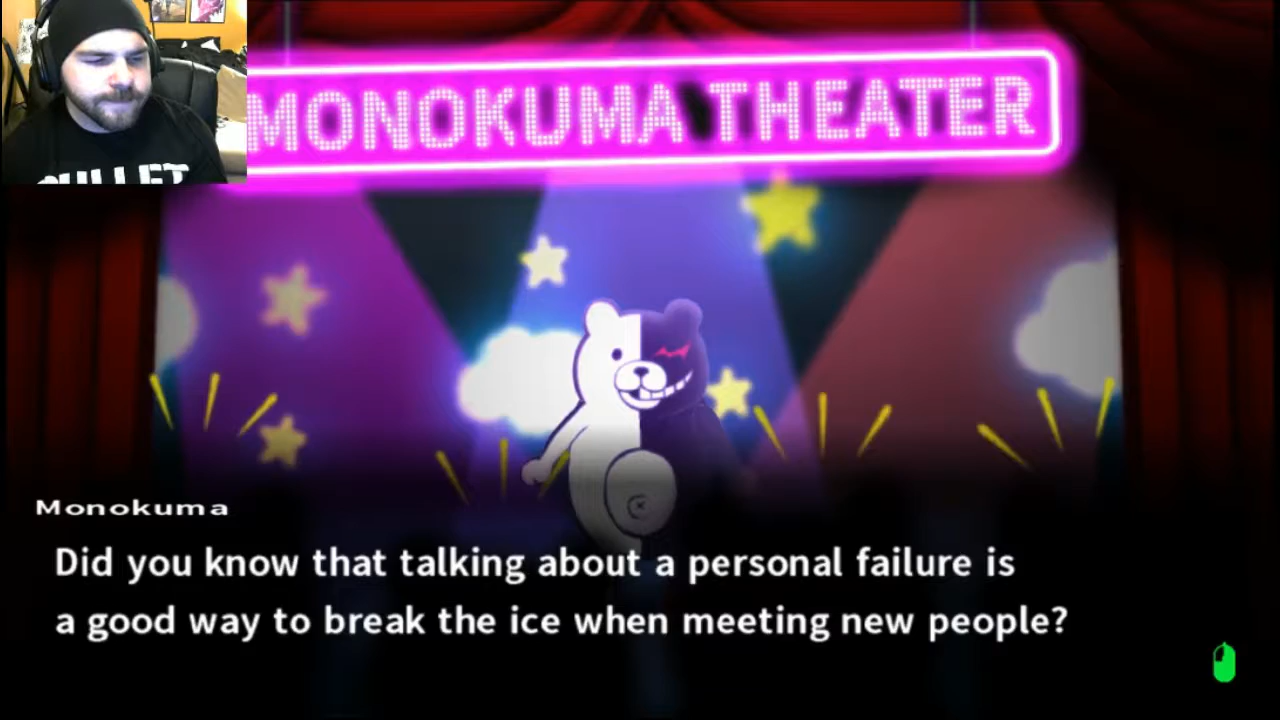 MONOKUMA THEATER
BULLET
Monokuma
Did you know that talking about a personal failure is
a good way to break the ice when meeting new people?